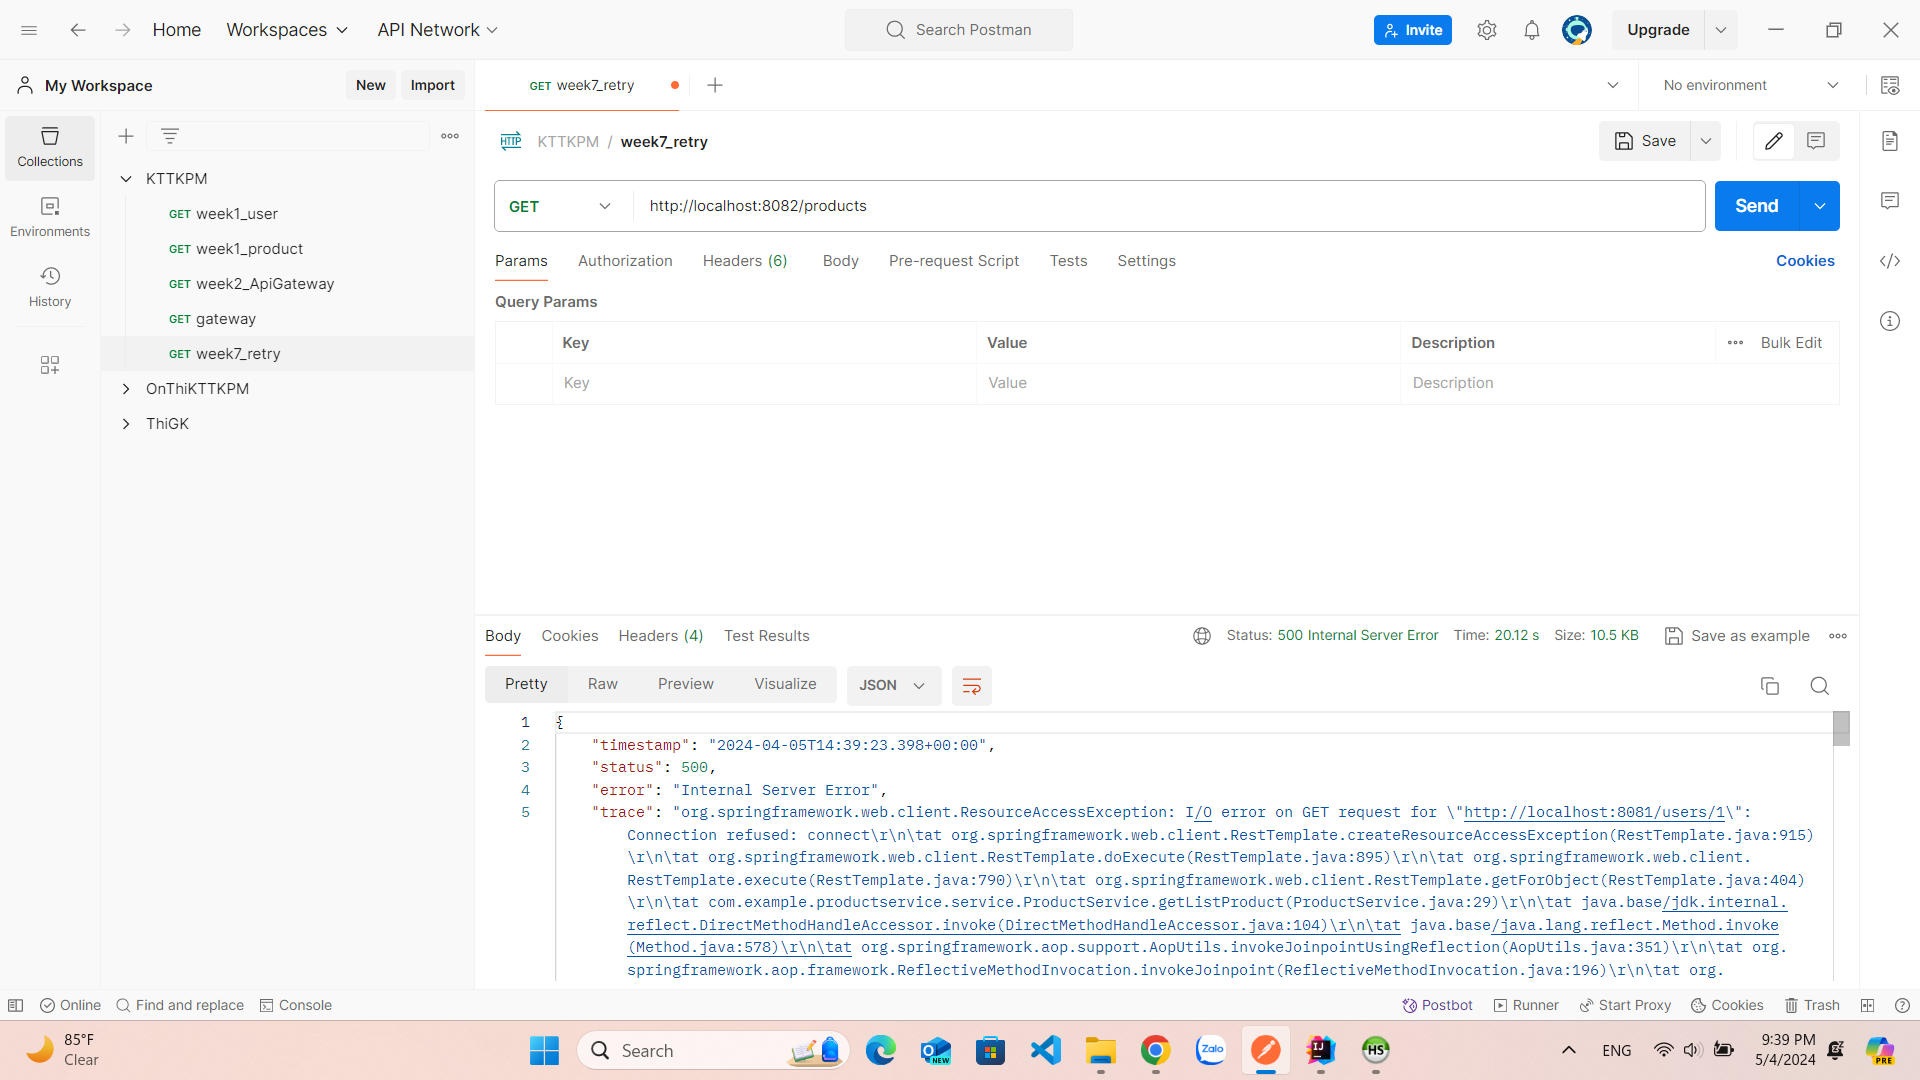 Home
Workspaces
API Network
Search Postman
Invite
Upgrade
My Workspace
New
Import
GET week7_retry
No environment
Collections
Environments
History
KTTKPM
GET week1_user
GET week1_product
GET week2_ApiGateway
GET gateway
GET week7_retry
OnThiKTTKPM
ThiGK
HTTP KTTKPM / week7_retry
Save
GET
http://localhost:8082/products
Send
Params
Authorization
Headers (6)
Body
Pre-request Script
Tests
Settings
Cookies
Query Params
Key
Value
Description
Bulk Edit
Key
Value
Description
Body
Cookies
Headers (4)
Test Results
Status: 500 Internal Server Error
Time: 20.12 s
Size: 10.5 KB
Save as example
Pretty
Raw
Preview
Visualize
JSON
1 {
2 "timestamp": "2024-04-05T14:39:23.398+00:00",
3 "status": 500,
4 "error": "Internal Server Error",
5 "trace": "org.springframework.web.client.ResourceAccessException: I/O error on GET request for \"http://localhost:8081/users/1\":
Connection refused: connect\r\n\tat org.springframework.web.client.RestTemplate.createResourceAccessException(RestTemplate.java:915)
\r\n\tat org.springframework.web.client.RestTemplate.doExecute(RestTemplate.java:895)\r\n\tat org.springframework.web.client.
RestTemplate.execute(RestTemplate.java:790)\r\n\tat org.springframework.web.client.RestTemplate.getForObject(RestTemplate.java:404)
\r\n\tat com.example.productservice.service.ProductService.getListProduct(ProductService.java:29)\r\n\tat java.base/jdk.internal.
reflect.DirectMethodHandleAccessor.invoke(DirectMethodHandleAccessor.java:104)\r\n\tat java.base/java.lang.reflect.Method.invoke
(Method.java:578)\r\n\tat org.springframework.aop.support.AopUtils.invokeJoinpointUsingReflection(AopUtils.java:351)\r\n\tat org.
springframework.aop.framework.ReflectiveMethodInvocation.invokeJoinpoint(ReflectiveMethodInvocation.java:196)\r\n\tat org.
Online
Find and replace
Console
Postbot
Runner
Start Proxy
Cookies
Trash
85°F
Clear
Search
NEW
Zalo
IJ
HS
ENG
9:39 PM
5/4/2024
PRE